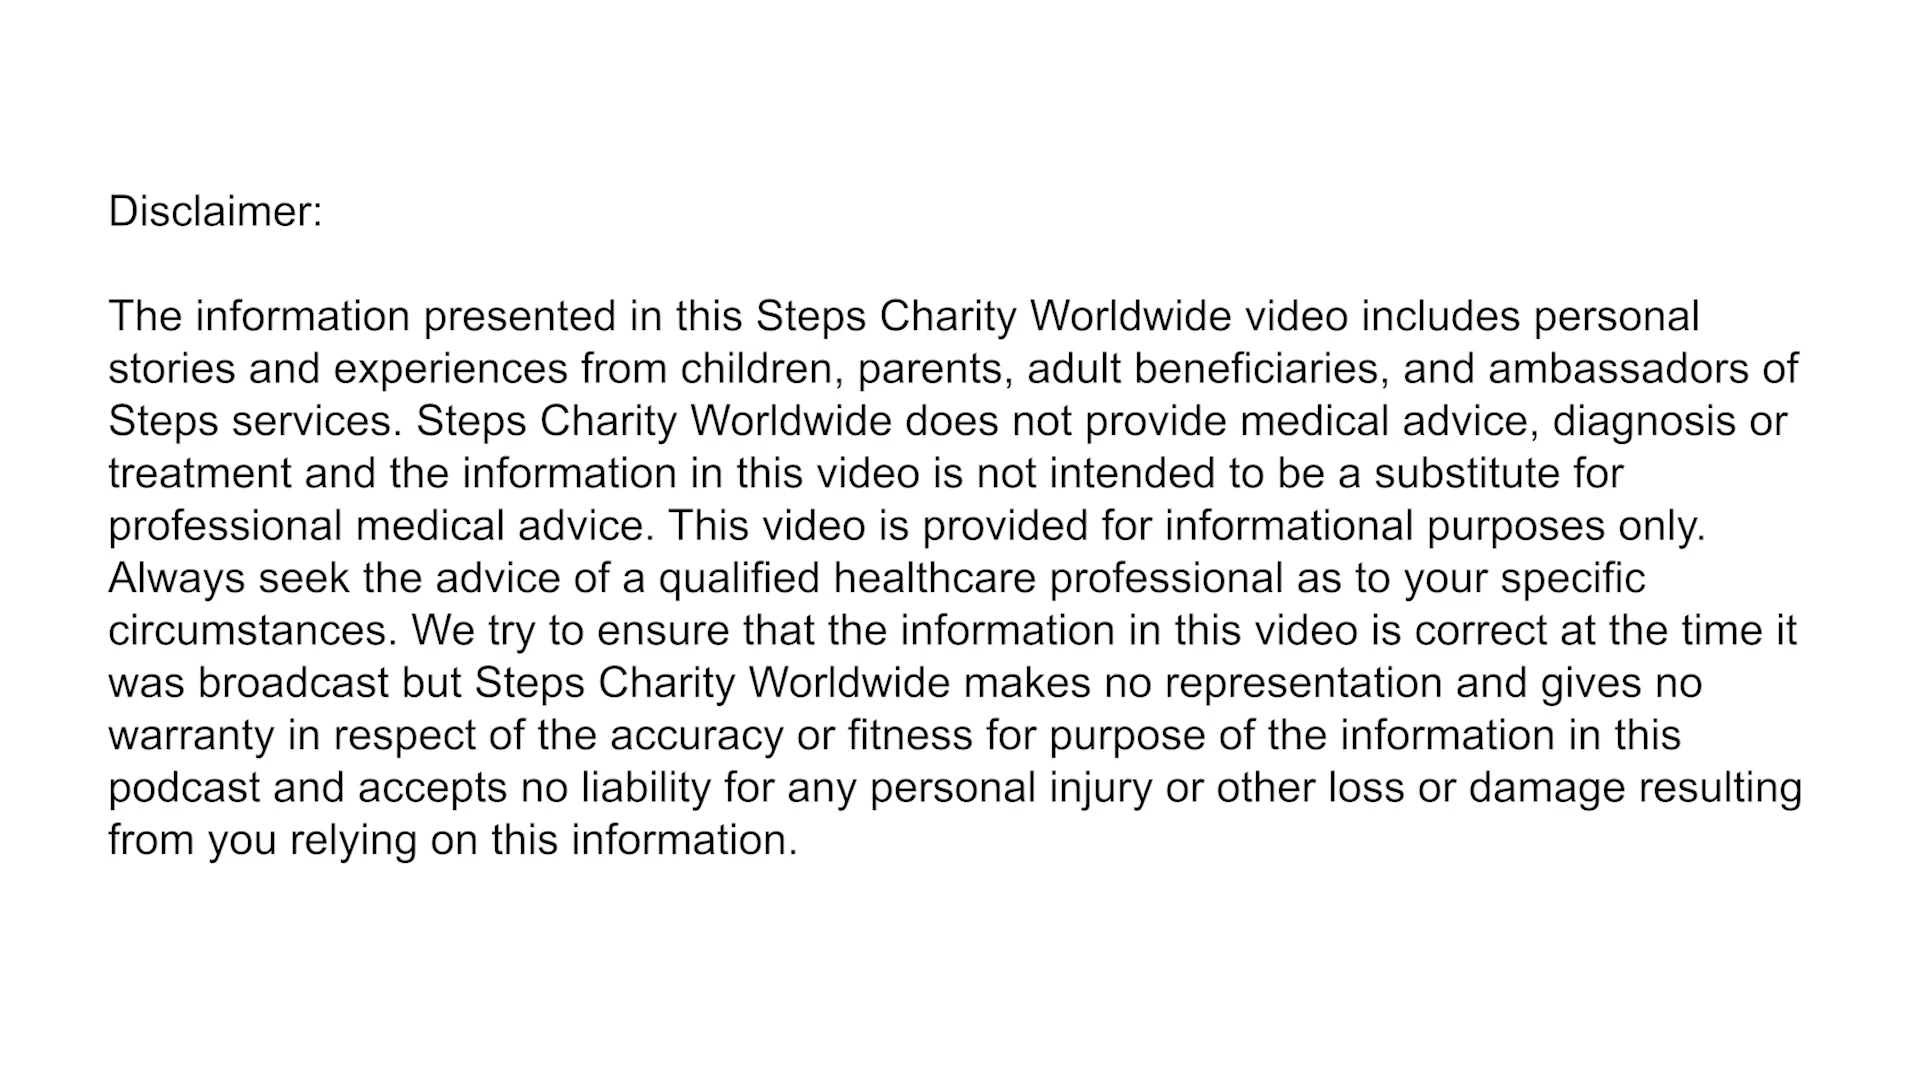 Disclaimer:
The information presented in this Steps Charity Worldwide video includes personal
stories and experiences from children, parents, adult beneficiaries, and ambassadors of
Steps services. Steps Charity Worldwide does not provide medical advice, diagnosis or
treatment and the information in this video is not intended to be a substitute for
professional medical advice. This video is provided for informational purposes only.
Always seek the advice of a qualified healthcare professional as to your specific
circumstances. We try to ensure that the information in this video is correct at the time it
was broadcast but Steps Charity Worldwide makes no representation and gives no
warranty in respect of the accuracy or fitness for purpose of the information in this
podcast and accepts no liability for any personal injury or other loss or damage resulting
from you relying on this information.